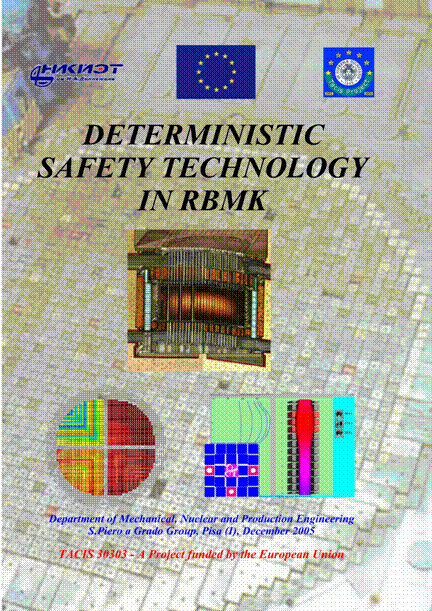 НИКИЭТ
DETERMINISTIC
SAFETY TECHNOLOGY
IN RBMK
Department of Mechanical, Nuclear and Production Engineering
S.Piero a Grado Group, Pisa (I), December 2005
TACIS 30303 - A Project funded by the European Union